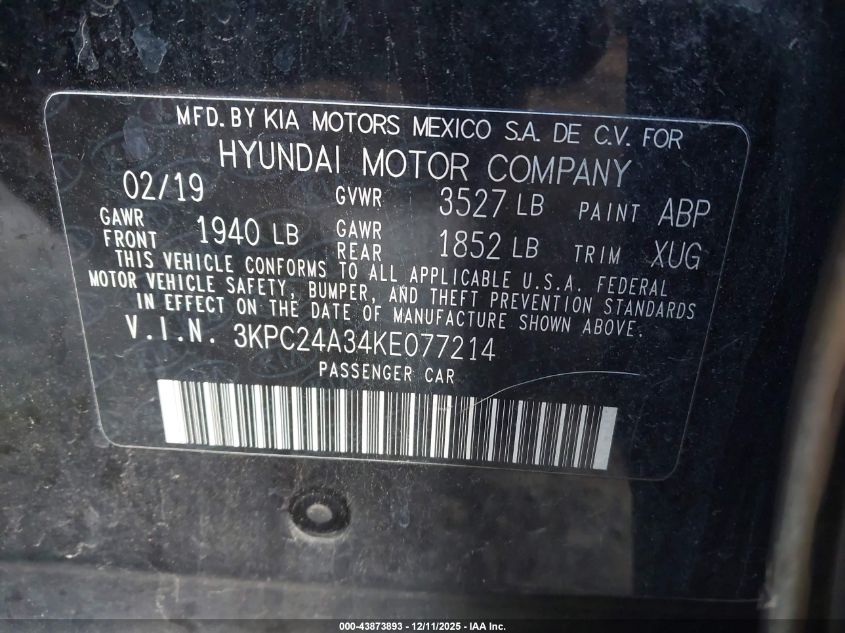 MFD. BY KIA MOTORS MEXICO S.A. DE C.V. FOR
HYUNDAI MOTOR COMPANY
02/19 GVWR 3527 LB PAINT ABP
GAWR FRONT 1940 LB GAWR REAR 1852 LB TRIM XUG
THIS VEHICLE CONFORMS TO ALL APPLICABLE U.S.A. FEDERAL
MOTOR VEHICLE SAFETY, BUMPER, AND THEFT PREVENTION STANDARDS
IN EFFECT ON THE DATE OF MANUFACTURE SHOWN ABOVE.
V.I.N. 3KPC24A34KE077214
PASSENGER CAR
000-43873893 - 12/11/2025 - IAA Inc.